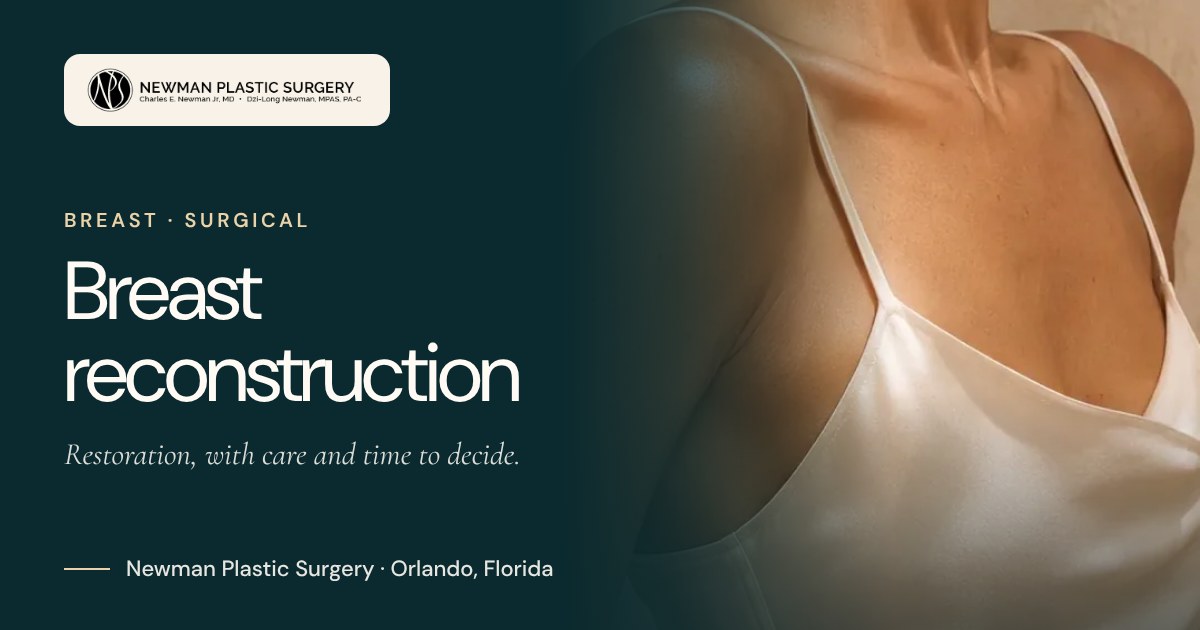 NPS
NEWMAN PLASTIC SURGERY
Charles E. Newman Jr, MD • Dzi-Long Newman, MPAS, PA-C
BREAST · SURGICAL
Breast
reconstruction
Restoration, with care and time to decide.
Newman Plastic Surgery · Orlando, Florida